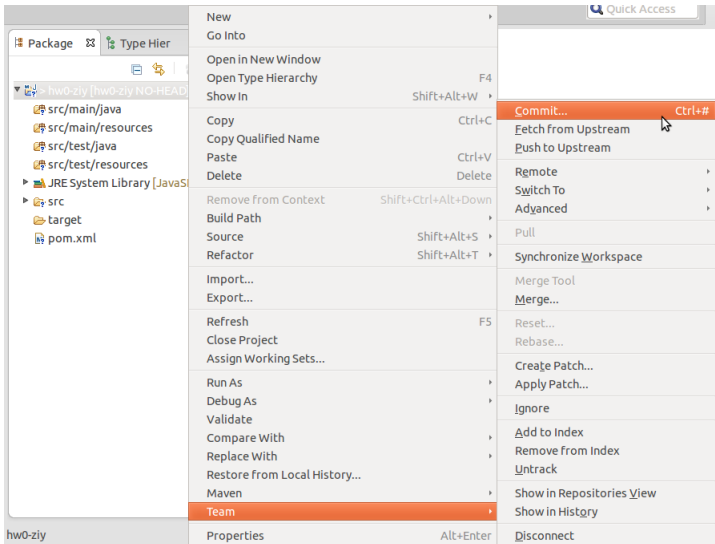 Quick Access
Package
Type Hier
hw0-ziy [hw0-ziy NO-HEAD]
src/main/java
src/main/resources
src/test/java
src/test/resources
JRE System Library [JavaSE
src
target
pom.xml
hw0-ziy
New
Go Into
Open in New Window
Open Type Hierarchy F4
Show In Shift+Alt+W
Copy Ctrl+C
Copy Qualified Name
Paste Ctrl+V
Delete Delete
Remove from Context Shift+Ctrl+Alt+Down
Build Path
Source Shift+Alt+S
Refactor Shift+Alt+T
Import...
Export...
Refresh F5
Close Project
Assign Working Sets...
Run As
Debug As
Validate
Compare With
Replace With
Restore from Local History...
Maven
Team
Properties Alt+Enter
Commit... Ctrl+#
Fetch from Upstream
Push to Upstream
Remote
Switch To
Advanced
Pull
Synchronize Workspace
Merge Tool
Merge...
Reset...
Rebase...
Create Patch...
Apply Patch...
Ignore
Add to Index
Remove from Index
Untrack
Show in Repositories View
Show in History
Disconnect